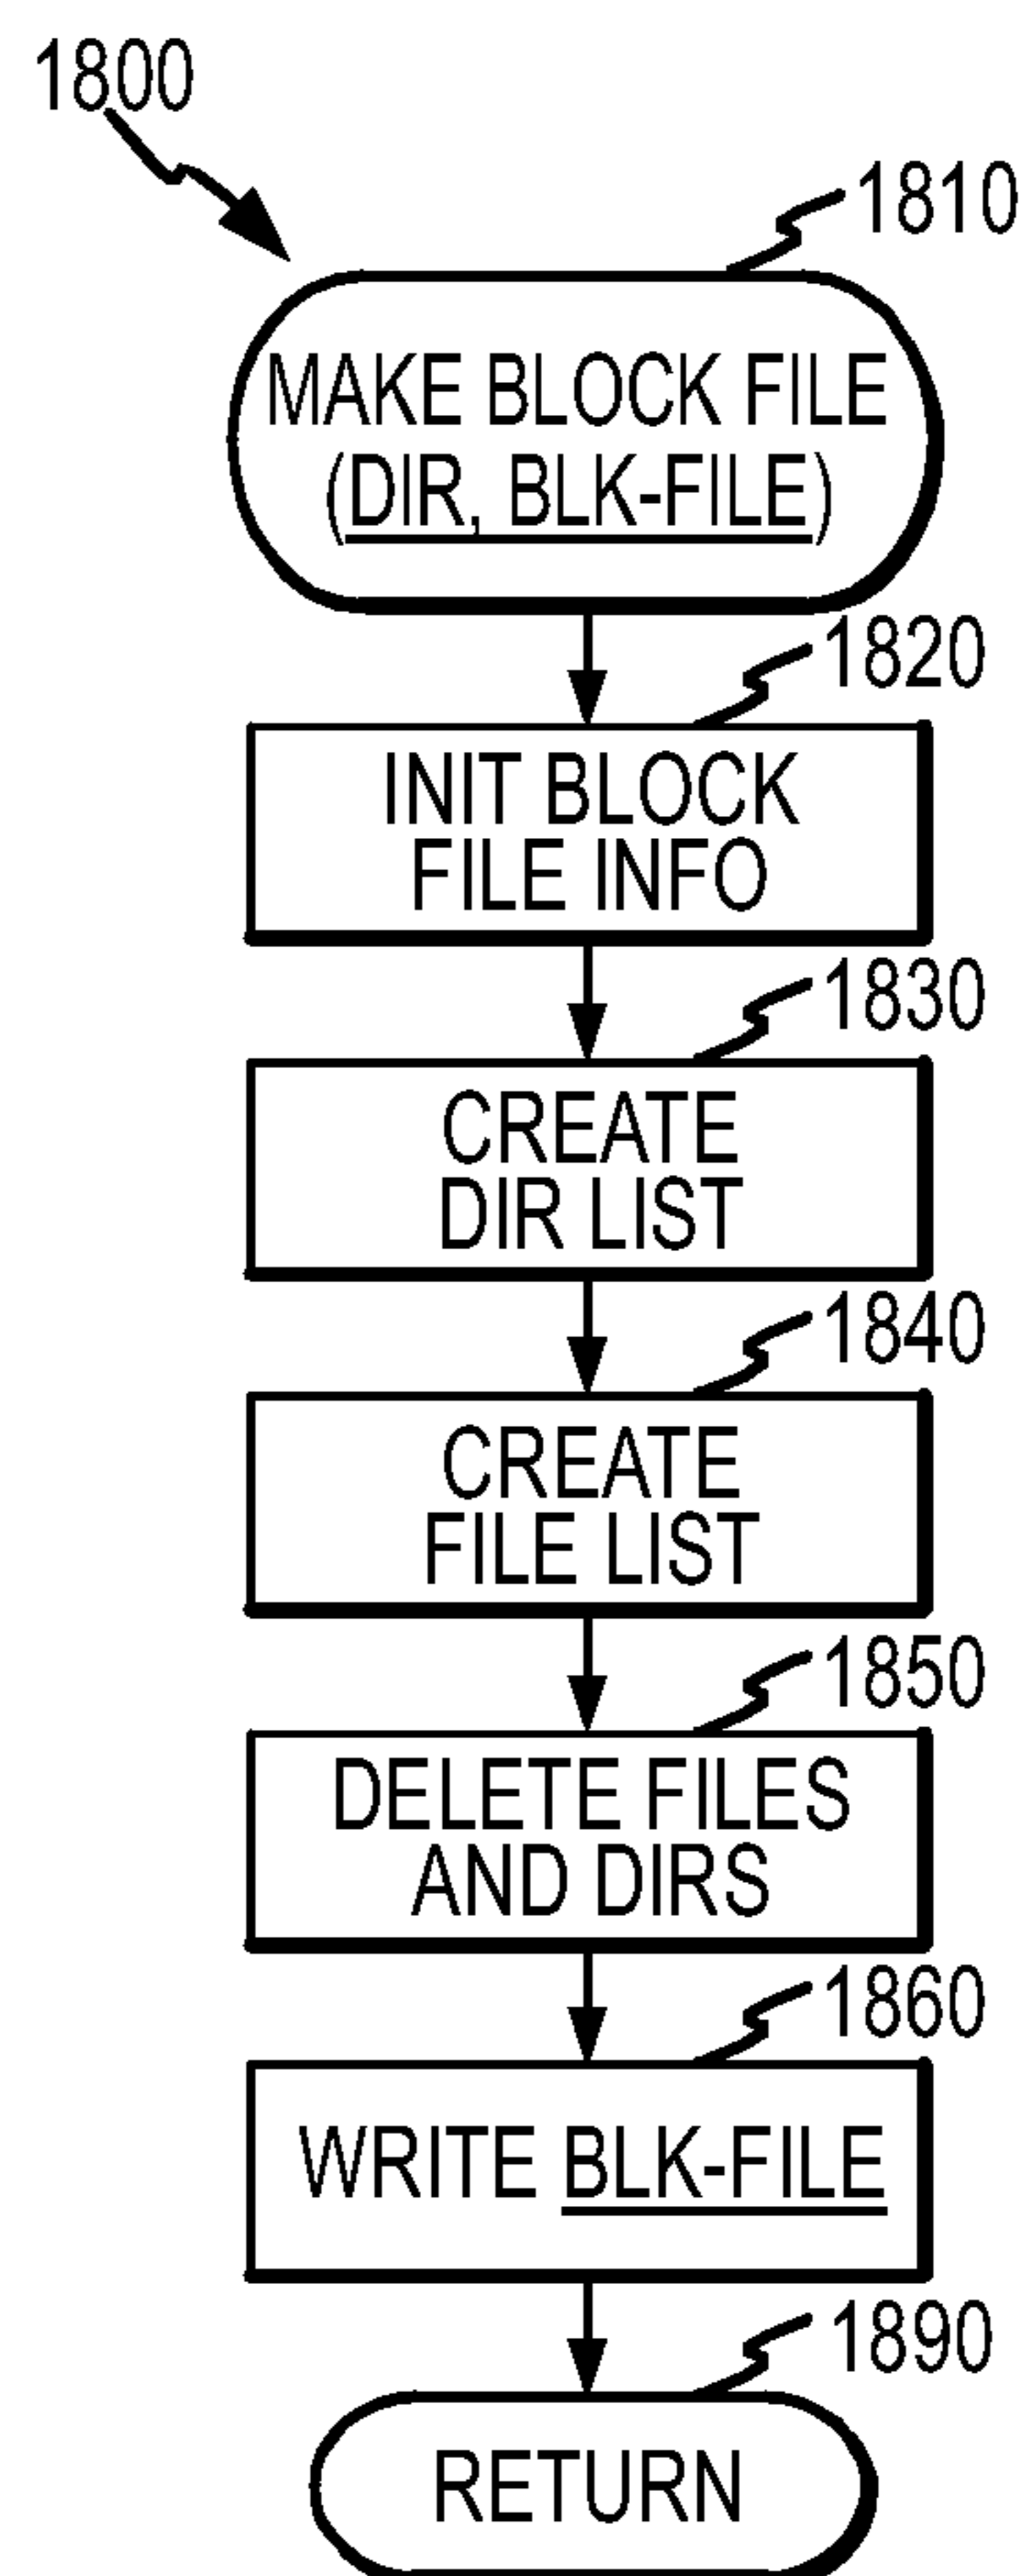 1800
1810
MAKE BLOCK FILE
(DIR, BLK-FILE)
1820
INIT BLOCK
FILE INFO
1830
CREATE
DIR LIST
1840
CREATE
FILE LIST
1850
DELETE FILES
AND DIRS
1860
WRITE BLK-FILE
1890
RETURN